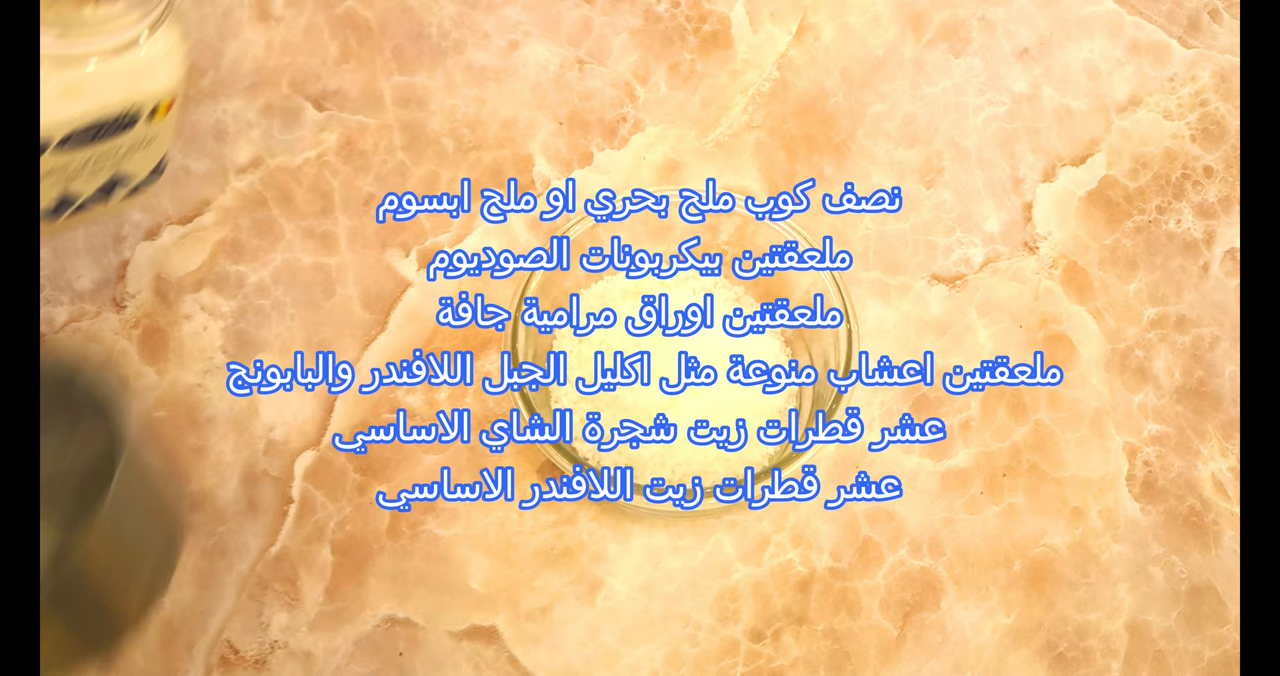 نصف كوب ملح بحري او ملح ابسوم
ملعقتين بيكربونات الصوديوم
ملعقتين اوراق مرامية جافة
ملعقتين اعشاب منوعة مثل اكليل الجبل اللافندر والبابونج
عشر قطرات زيت شجرة الشاي الاساسي
عشر قطرات زيت اللافندر الاساسي